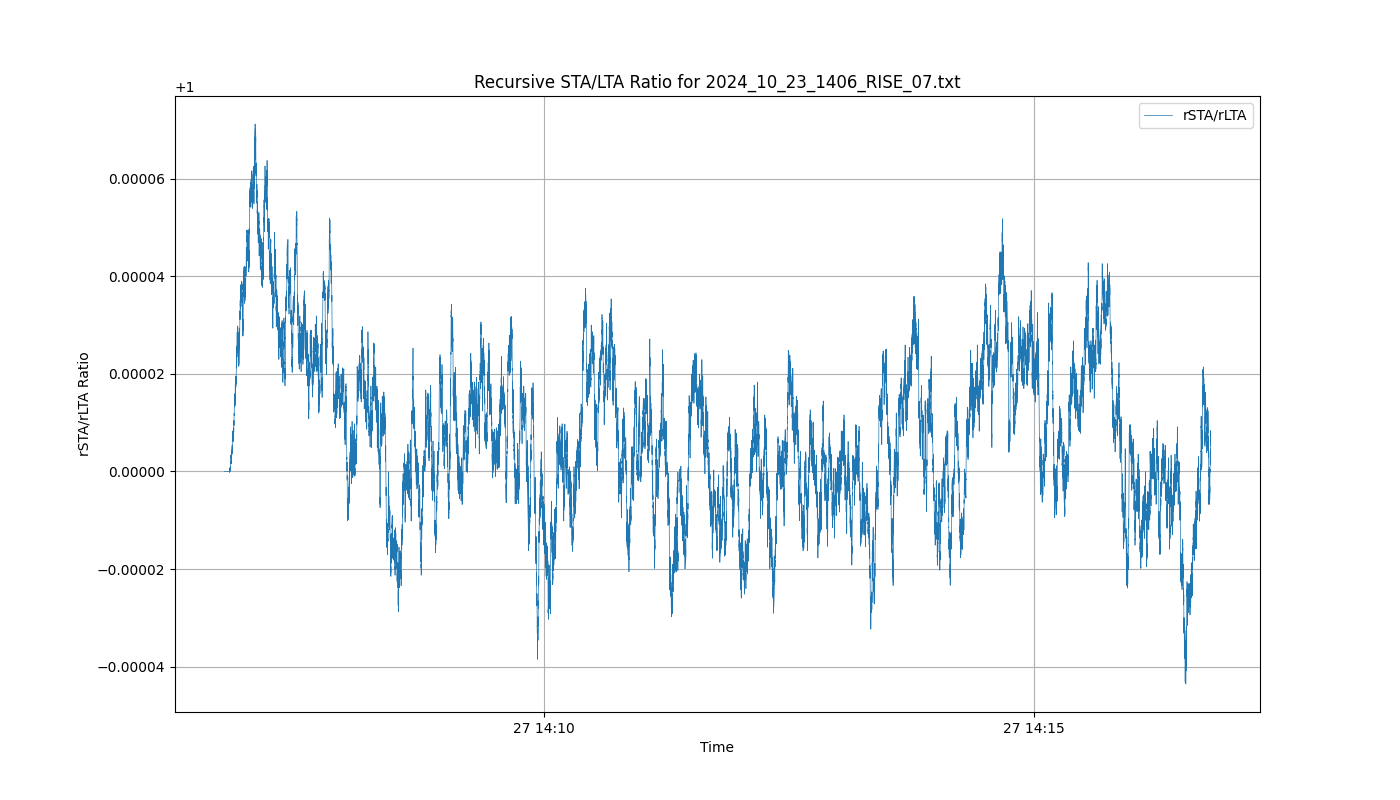 Recursive STA/LTA Ratio for 2024_10_23_1406_RISE_07.txt
+1
rSTA/rLTA
0.00006
0.00004
0.00002
0.00000
−0.00002
−0.00004
rSTA/rLTA Ratio
27 14:10
27 14:15
Time